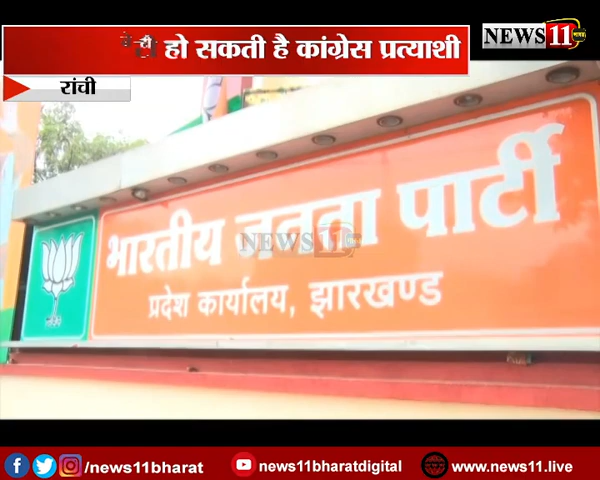 हो सकती है कांग्रेस प्रत्याशी
NEWS 11
रांची
भारतीय जनता पार्टी
NEWS 11
प्रदेश कार्यालय, झारखण्ड
/news11bharat
news11bharatdigital
www.news11.live